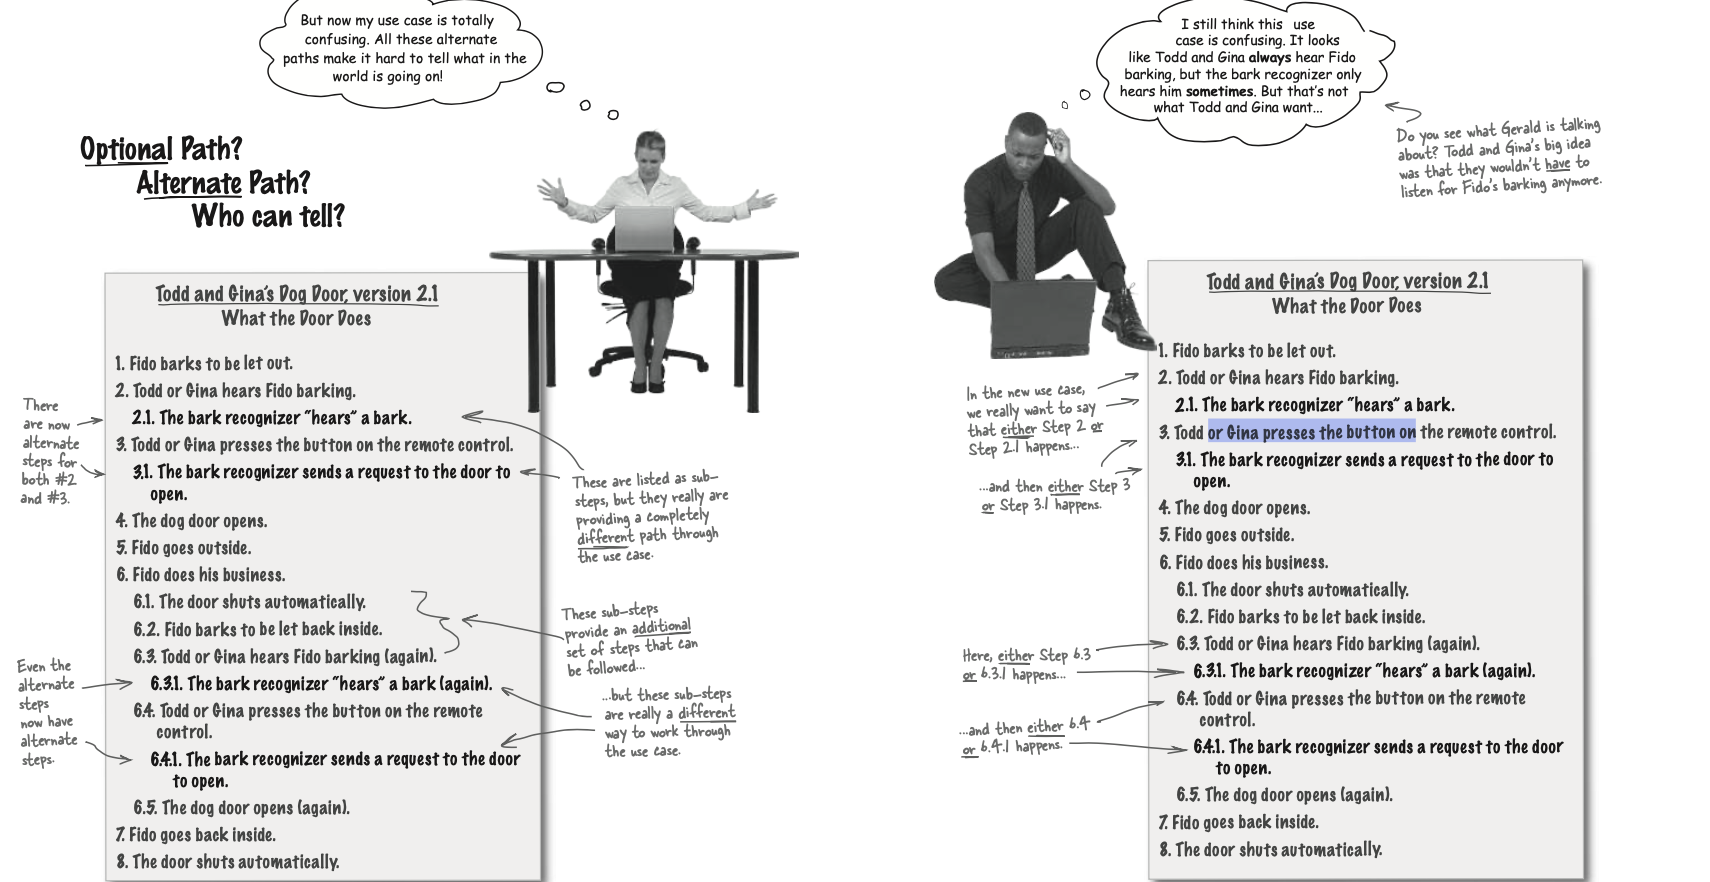 But now my use case is totally
confusing. All these alternate
paths make it hard to tell what in the
world is going on!
Optional Path?
Alternate Path?
Who can tell?
Todd and Gina's Dog Door, version 2.1
What the Door Does
1. Fido barks to be let out.
2. Todd or Gina hears Fido barking.
2.1. The bark recognizer "hears" a bark.
3. Todd or Gina presses the button on the remote control.
3.1. The bark recognizer sends a request to the door to
open.
4. The dog door opens.
5. Fido goes outside.
6. Fido does his business.
6.1. The door shuts automatically.
6.2. Fido barks to be let back inside.
6.3. Todd or Gina hears Fido barking (again).
6.3.1. The bark recognizer "hears" a bark (again).
6.4. Todd or Gina presses the button on the remote
control.
6.4.1. The bark recognizer sends a request to the door
to open.
6.5. The dog door opens (again).
7. Fido goes back inside.
8. The door shuts automatically.
There
are now
alternate
steps for
both #2
and #3.
Even the
alternate
steps
now have
alternate
steps.
These are listed as sub-
steps, but they really are
providing a completely
different path through
the use case.
These sub-steps
provide an additional
set of steps that can
be followed...
...but these sub-steps
are really a different
way to work through
the use case.
I still think this use
case is confusing. It looks
like Todd and Gina always hear Fido
barking, but the bark recognizer only
hears him sometimes. But that's not
what Todd and Gina want...
Do you see what Gerald is talking
about? Todd and Gina's big idea
was that they wouldn't have to
listen for Fido's barking anymore.
Todd and Gina's Dog Door, version 2.1
What the Door Does
1. Fido barks to be let out.
2. Todd or Gina hears Fido barking.
2.1. The bark recognizer "hears" a bark.
3. Todd or Gina presses the button on the remote control.
3.1. The bark recognizer sends a request to the door to
open.
4. The dog door opens.
5. Fido goes outside.
6. Fido does his business.
6.1. The door shuts automatically.
6.2. Fido barks to be let back inside.
6.3. Todd or Gina hears Fido barking (again).
6.3.1. The bark recognizer "hears" a bark (again).
6.4. Todd or Gina presses the button on the remote
control.
6.4.1. The bark recognizer sends a request to the door
to open.
6.5. The dog door opens (again).
7. Fido goes back inside.
8. The door shuts automatically.
In the new use case,
we really want to say
that either Step 2 or
Step 2.1 happens...
...and then either Step 3
or Step 3.1 happens.
Here, either Step 6.3
or 6.3.1 happens...
...and then either 6.4
or 6.4.1 happens.